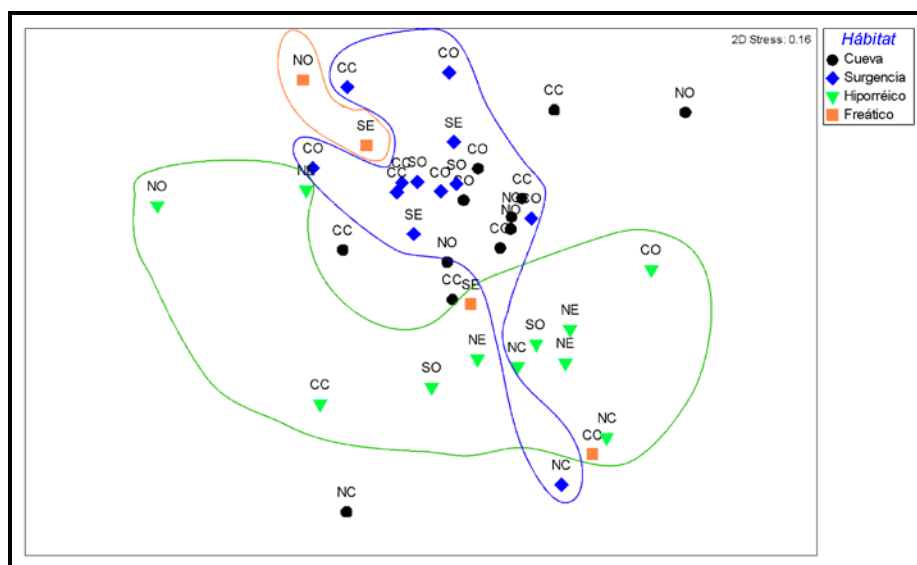 2D Stress: 0,16
Hábitat
Cueva
Surgencia
Hiporréico
Freático
CO
NO
CC
CC
NO
SE
SE
CO
CO
CC
SO
SO
CC
CO
CO
CC
NE
NO
NO
CO
SE
CC
NO
CO
CO
CC
SE
NE
SO
NE
NC
NE
SO
CC
NC
CO
NC
NC